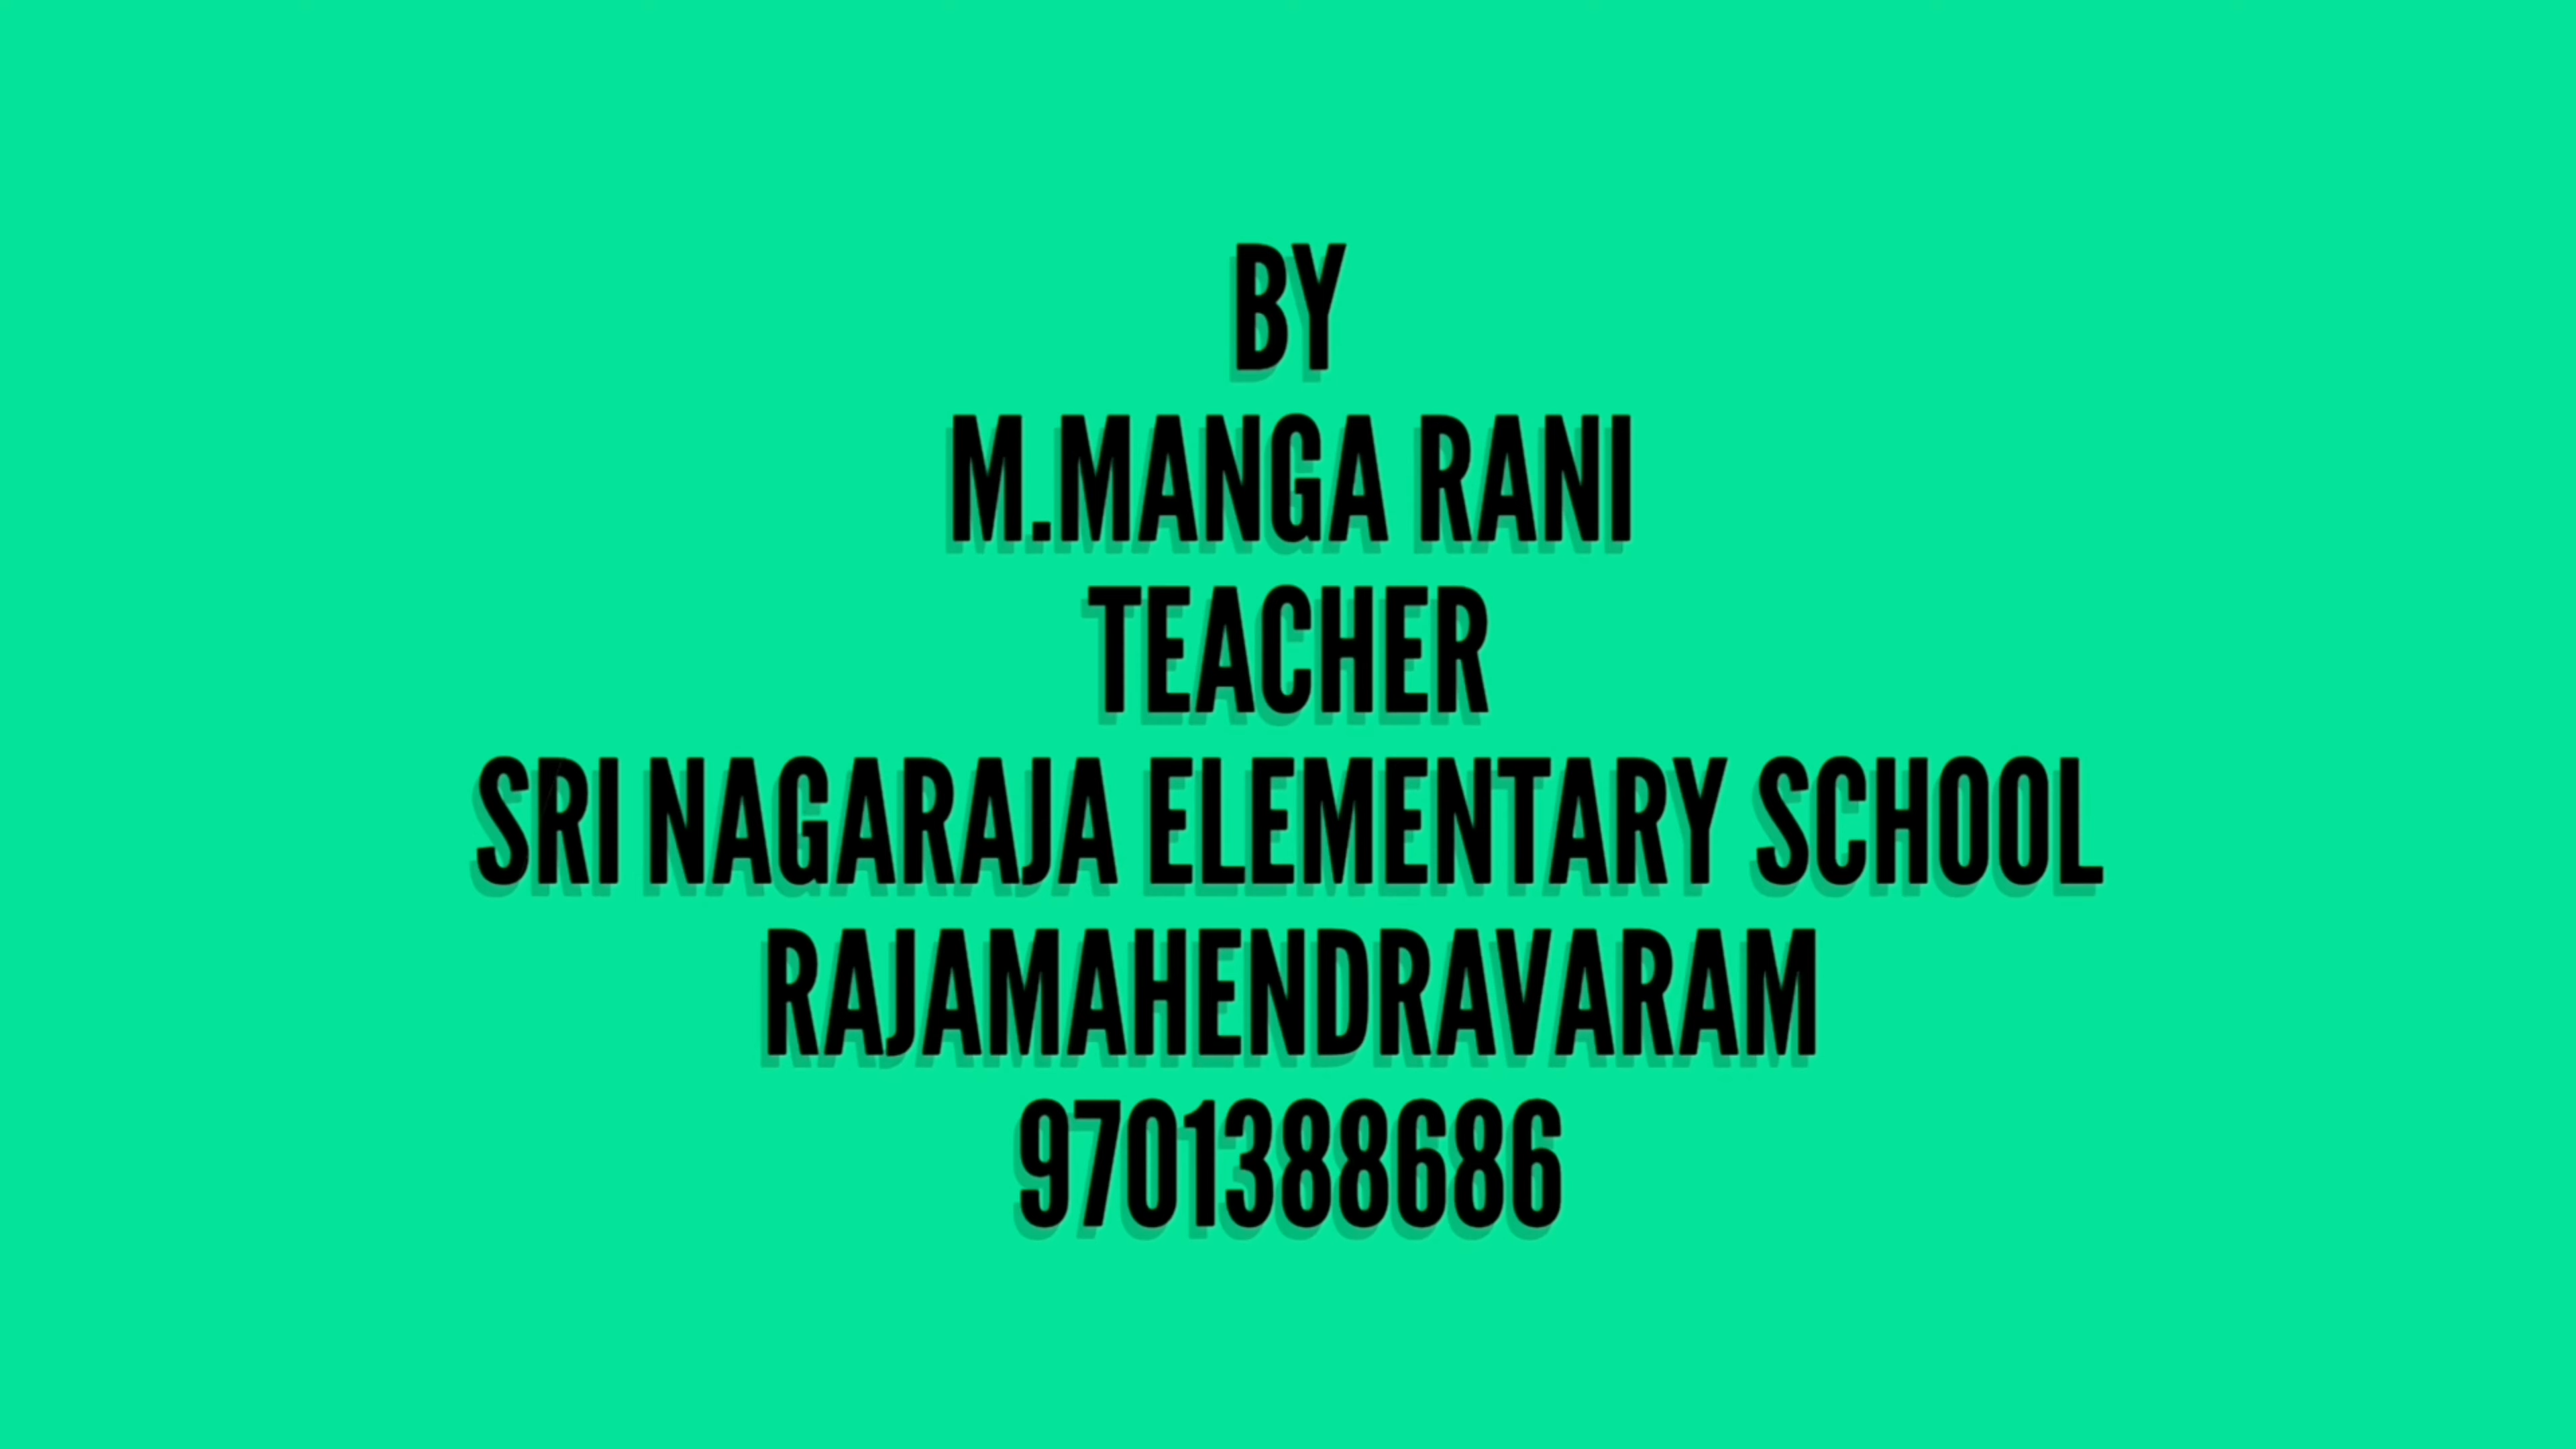 BY
M.MANGA RANI
TEACHER
SRI NAGARAJA ELEMENTARY SCHOOL
RAJAMAHENDRAVARAM
9701388686